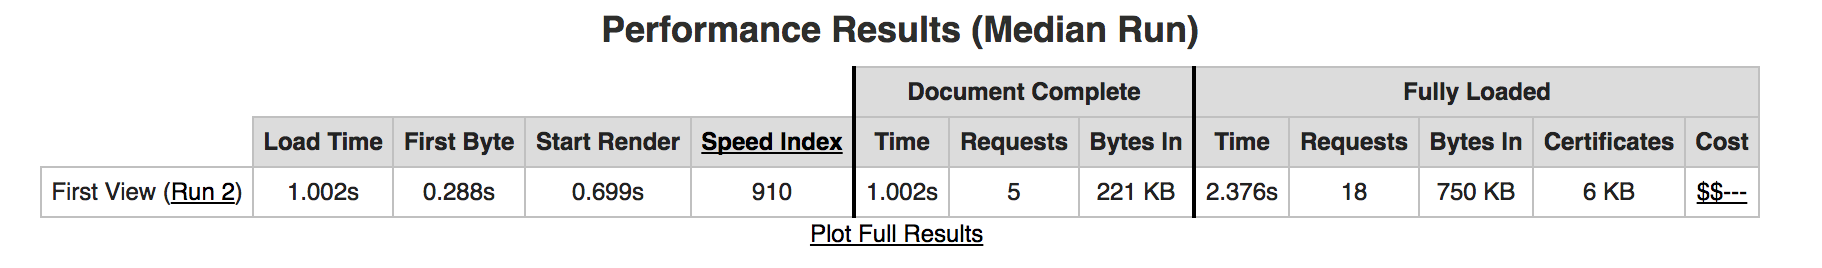 Performance Results (Median Run)
Document Complete Fully Loaded
Load Time First Byte Start Render Speed Index Time Requests Bytes In Time Requests Bytes In Certificates Cost
First View (Run 2) 1.002s 0.288s 0.699s 910 1.002s 5 221 KB 2.376s 18 750 KB 6 KB $$---
Plot Full Results